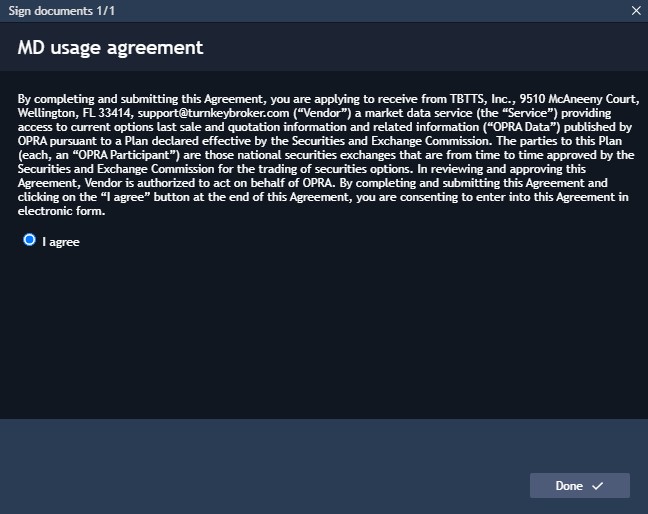 Sign documents 1/1
MD usage agreement
By completing and submitting this Agreement, you are applying to receive from TBTTS, Inc., 9510 McAneeny Court,
Wellington, FL 33414, support@turnkeybroker.com (“Vendor”) a market data service (the “Service”) providing
access to current options last sale and quotation information and related information (“OPRA Data”) published by
OPRA pursuant to a Plan declared effective by the Securities and Exchange Commission. The parties to this Plan
(each, an “OPRA Participant”) are those national securities exchanges that are from time to time approved by the
Securities and Exchange Commission for the trading of securities options. In reviewing and approving this
Agreement, Vendor is authorized to act on behalf of OPRA. By completing and submitting this Agreement and
clicking on the “I agree” button at the end of this Agreement, you are consenting to enter into this Agreement in
electronic form.
I agree
Done